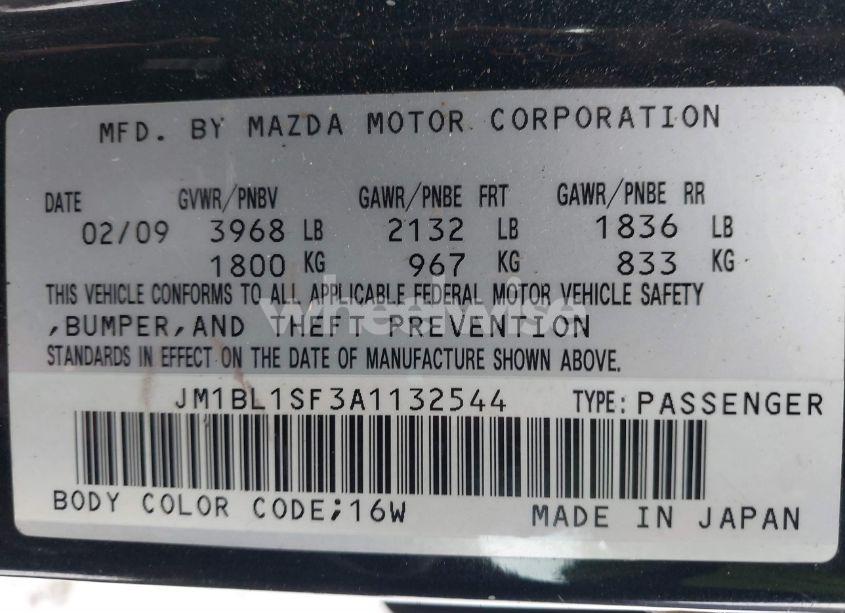 MFD. BY MAZDA MOTOR CORPORATION
DATE GVWR/PNBV GAWR/PNBE FRT GAWR/PNBE RR
02/09 3968 LB 2132 LB 1836 LB
1800 KG 967 KG 833 KG
THIS VEHICLE CONFORMS TO ALL APPLICABLE FEDERAL MOTOR VEHICLE SAFETY
,BUMPER,AND THEFT PREVENTION
STANDARDS IN EFFECT ON THE DATE OF MANUFACTURE SHOWN ABOVE.
wheelwise
JM1BL1SF3A1132544 TYPE: PASSENGER
BODY COLOR CODE;16W MADE IN JAPAN